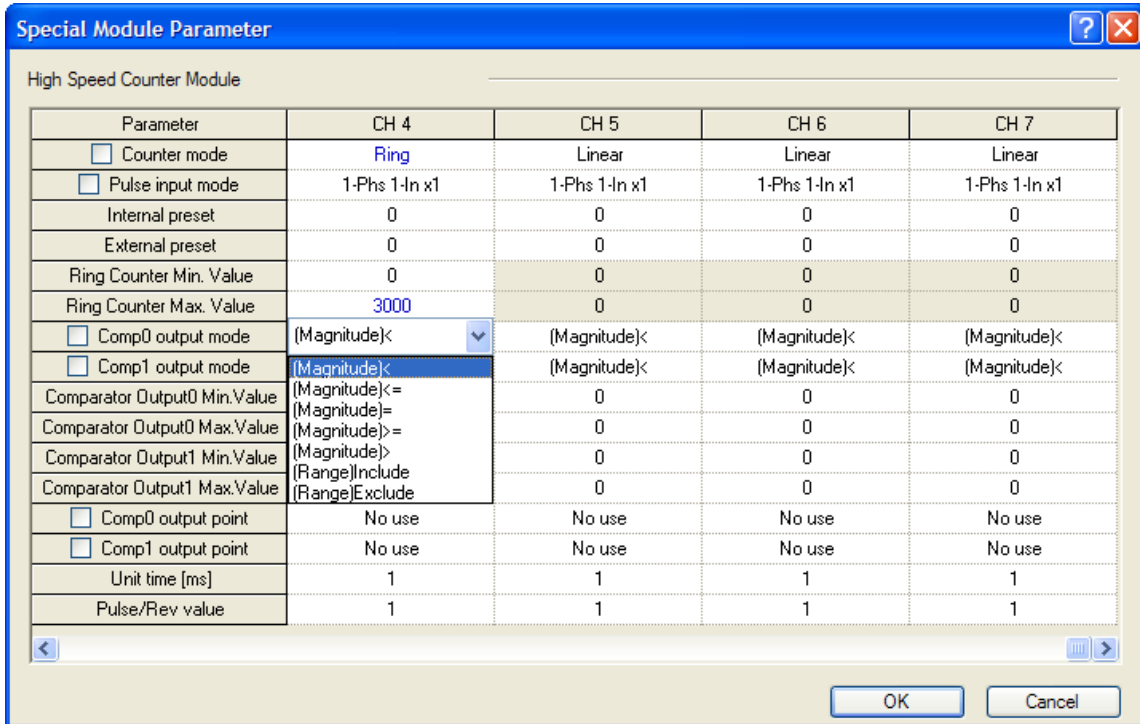 Special Module Parameter
High Speed Counter Module
Parameter CH 4 CH 5 CH 6 CH 7
Counter mode Ring Linear Linear Linear
Pulse input mode 1-Phs 1-In x1 1-Phs 1-In x1 1-Phs 1-In x1 1-Phs 1-In x1
Internal preset 0 0 0 0
External preset 0 0 0 0
Ring Counter Min. Value 0 0 0 0
Ring Counter Max. Value 3000 0 0 0
Comp0 output mode (Magnitude)< (Magnitude)< (Magnitude)< (Magnitude)<
Comp1 output mode (Magnitude)< (Magnitude)< (Magnitude)< (Magnitude)<
(Magnitude)<=
Comparator Output0 Min.Value 0 0 0
(Magnitude)=
Comparator Output0 Max.Value (Magnitude)>= 0 0 0
(Magnitude)>
Comparator Output1 Min.Value 0 0 0
(Range)Include
Comparator Output1 Max.Value (Range)Exclude 0 0 0
Comp0 output point No use No use No use No use
Comp1 output point No use No use No use No use
Unit time [ms] 1 1 1 1
Pulse/Rev value 1 1 1 1
OK Cancel